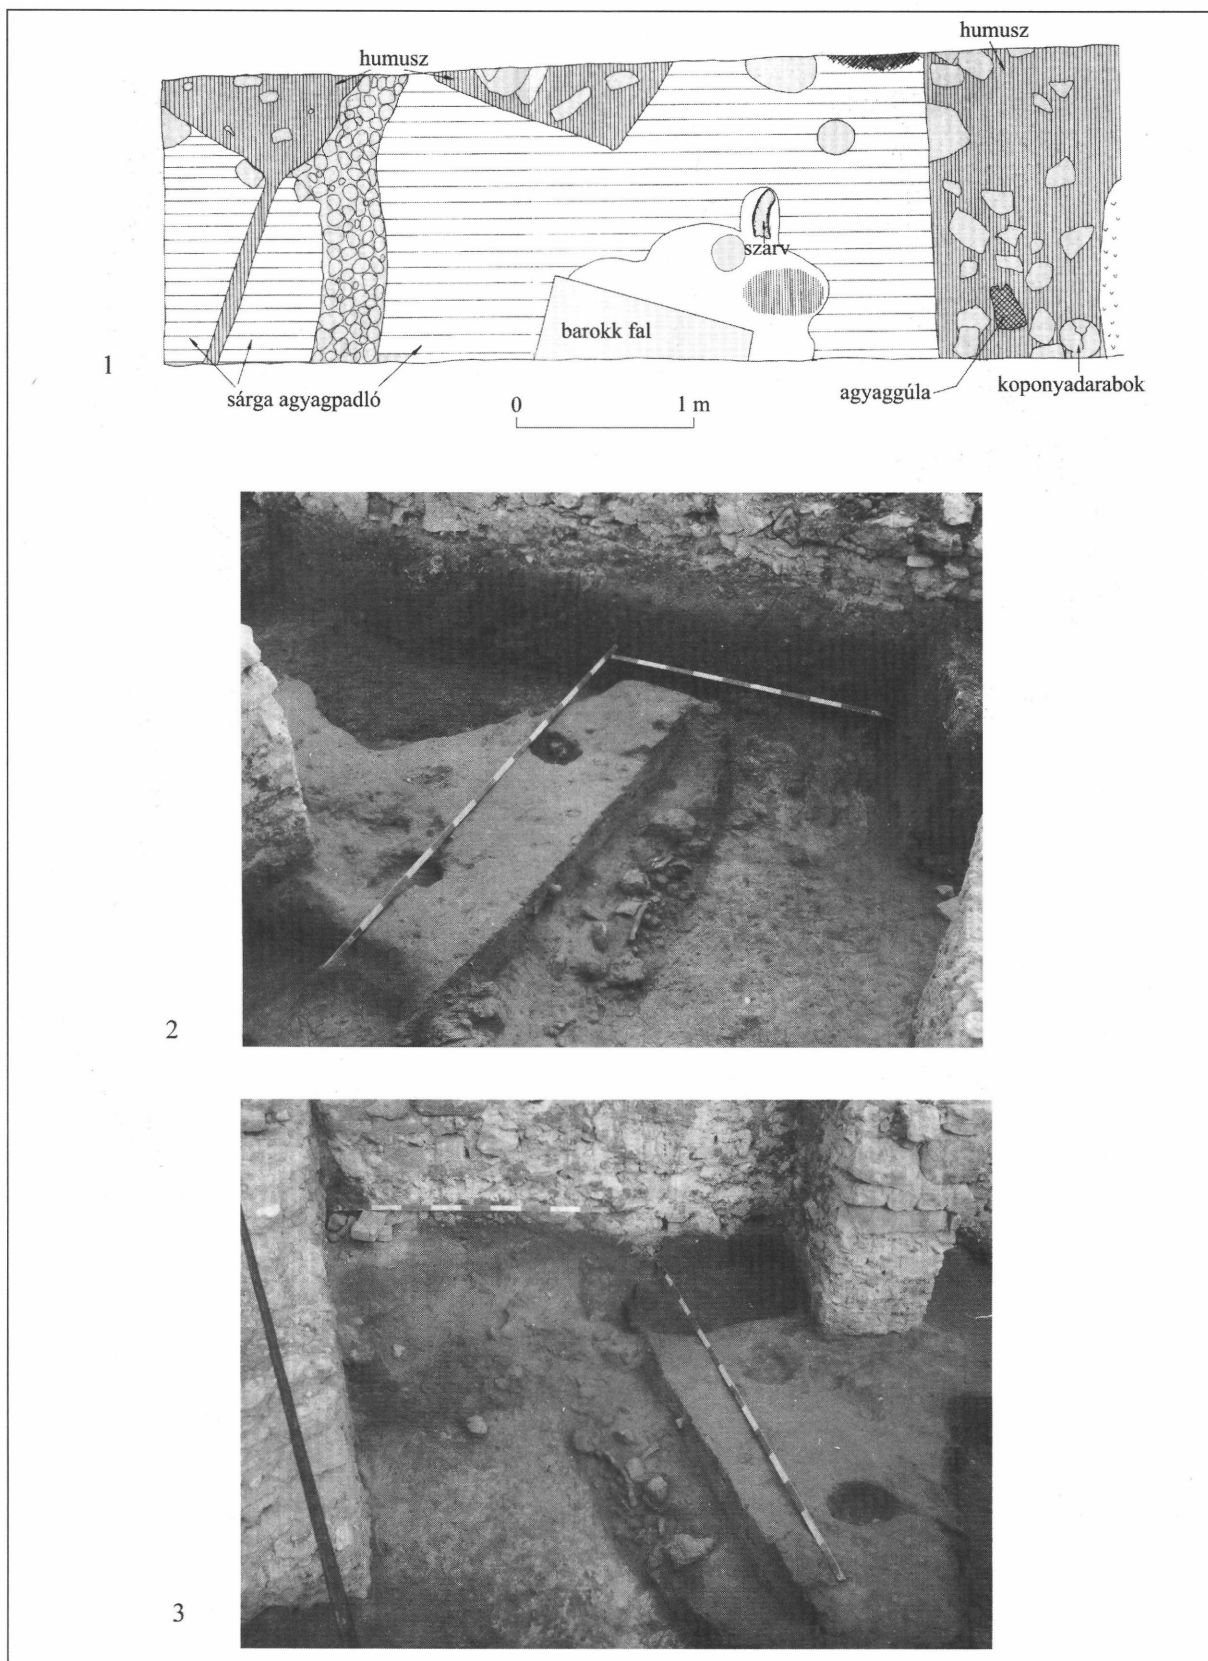 humusz
humusz
szarv
barokk fal
1
sárga agyagpadló
0 1 m
agyaggúla
koponyadarabok
2
3